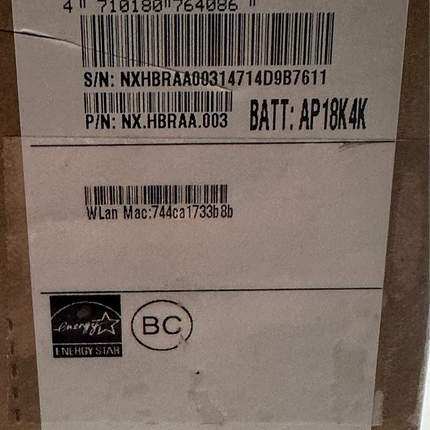 4 710180 764086
S/N: NXHBRAA00314714D9B7611
P/N: NX.HBRAA.003 BATT: AP18K4K
WLan Mac:744ca1733b8b
energy
ENERGY STAR
BC